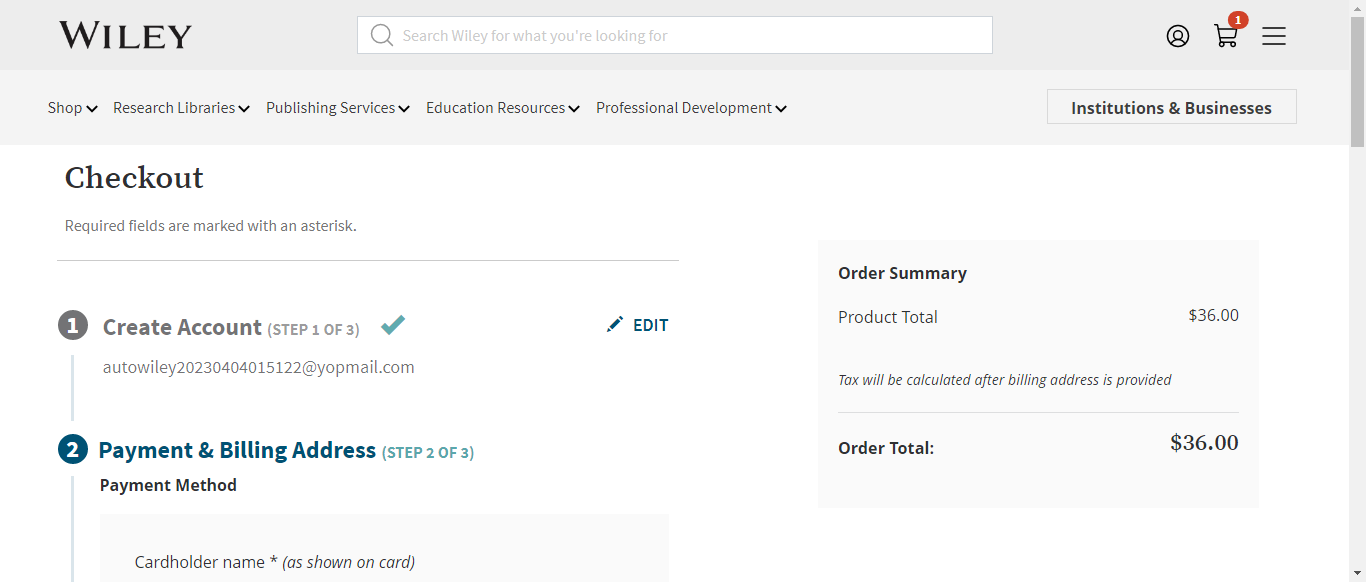 WILEY
Search Wiley for what you're looking for
1
Shop Research Libraries Publishing Services Education Resources Professional Development Institutions & Businesses
Checkout
Required fields are marked with an asterisk.
1 Create Account (STEP 1 OF 3) EDIT
autowiley20230404015122@yopmail.com
2 Payment & Billing Address (STEP 2 OF 3)
Payment Method
Cardholder name * (as shown on card)
Order Summary
Product Total $36.00
Tax will be calculated after billing address is provided
Order Total: $36.00